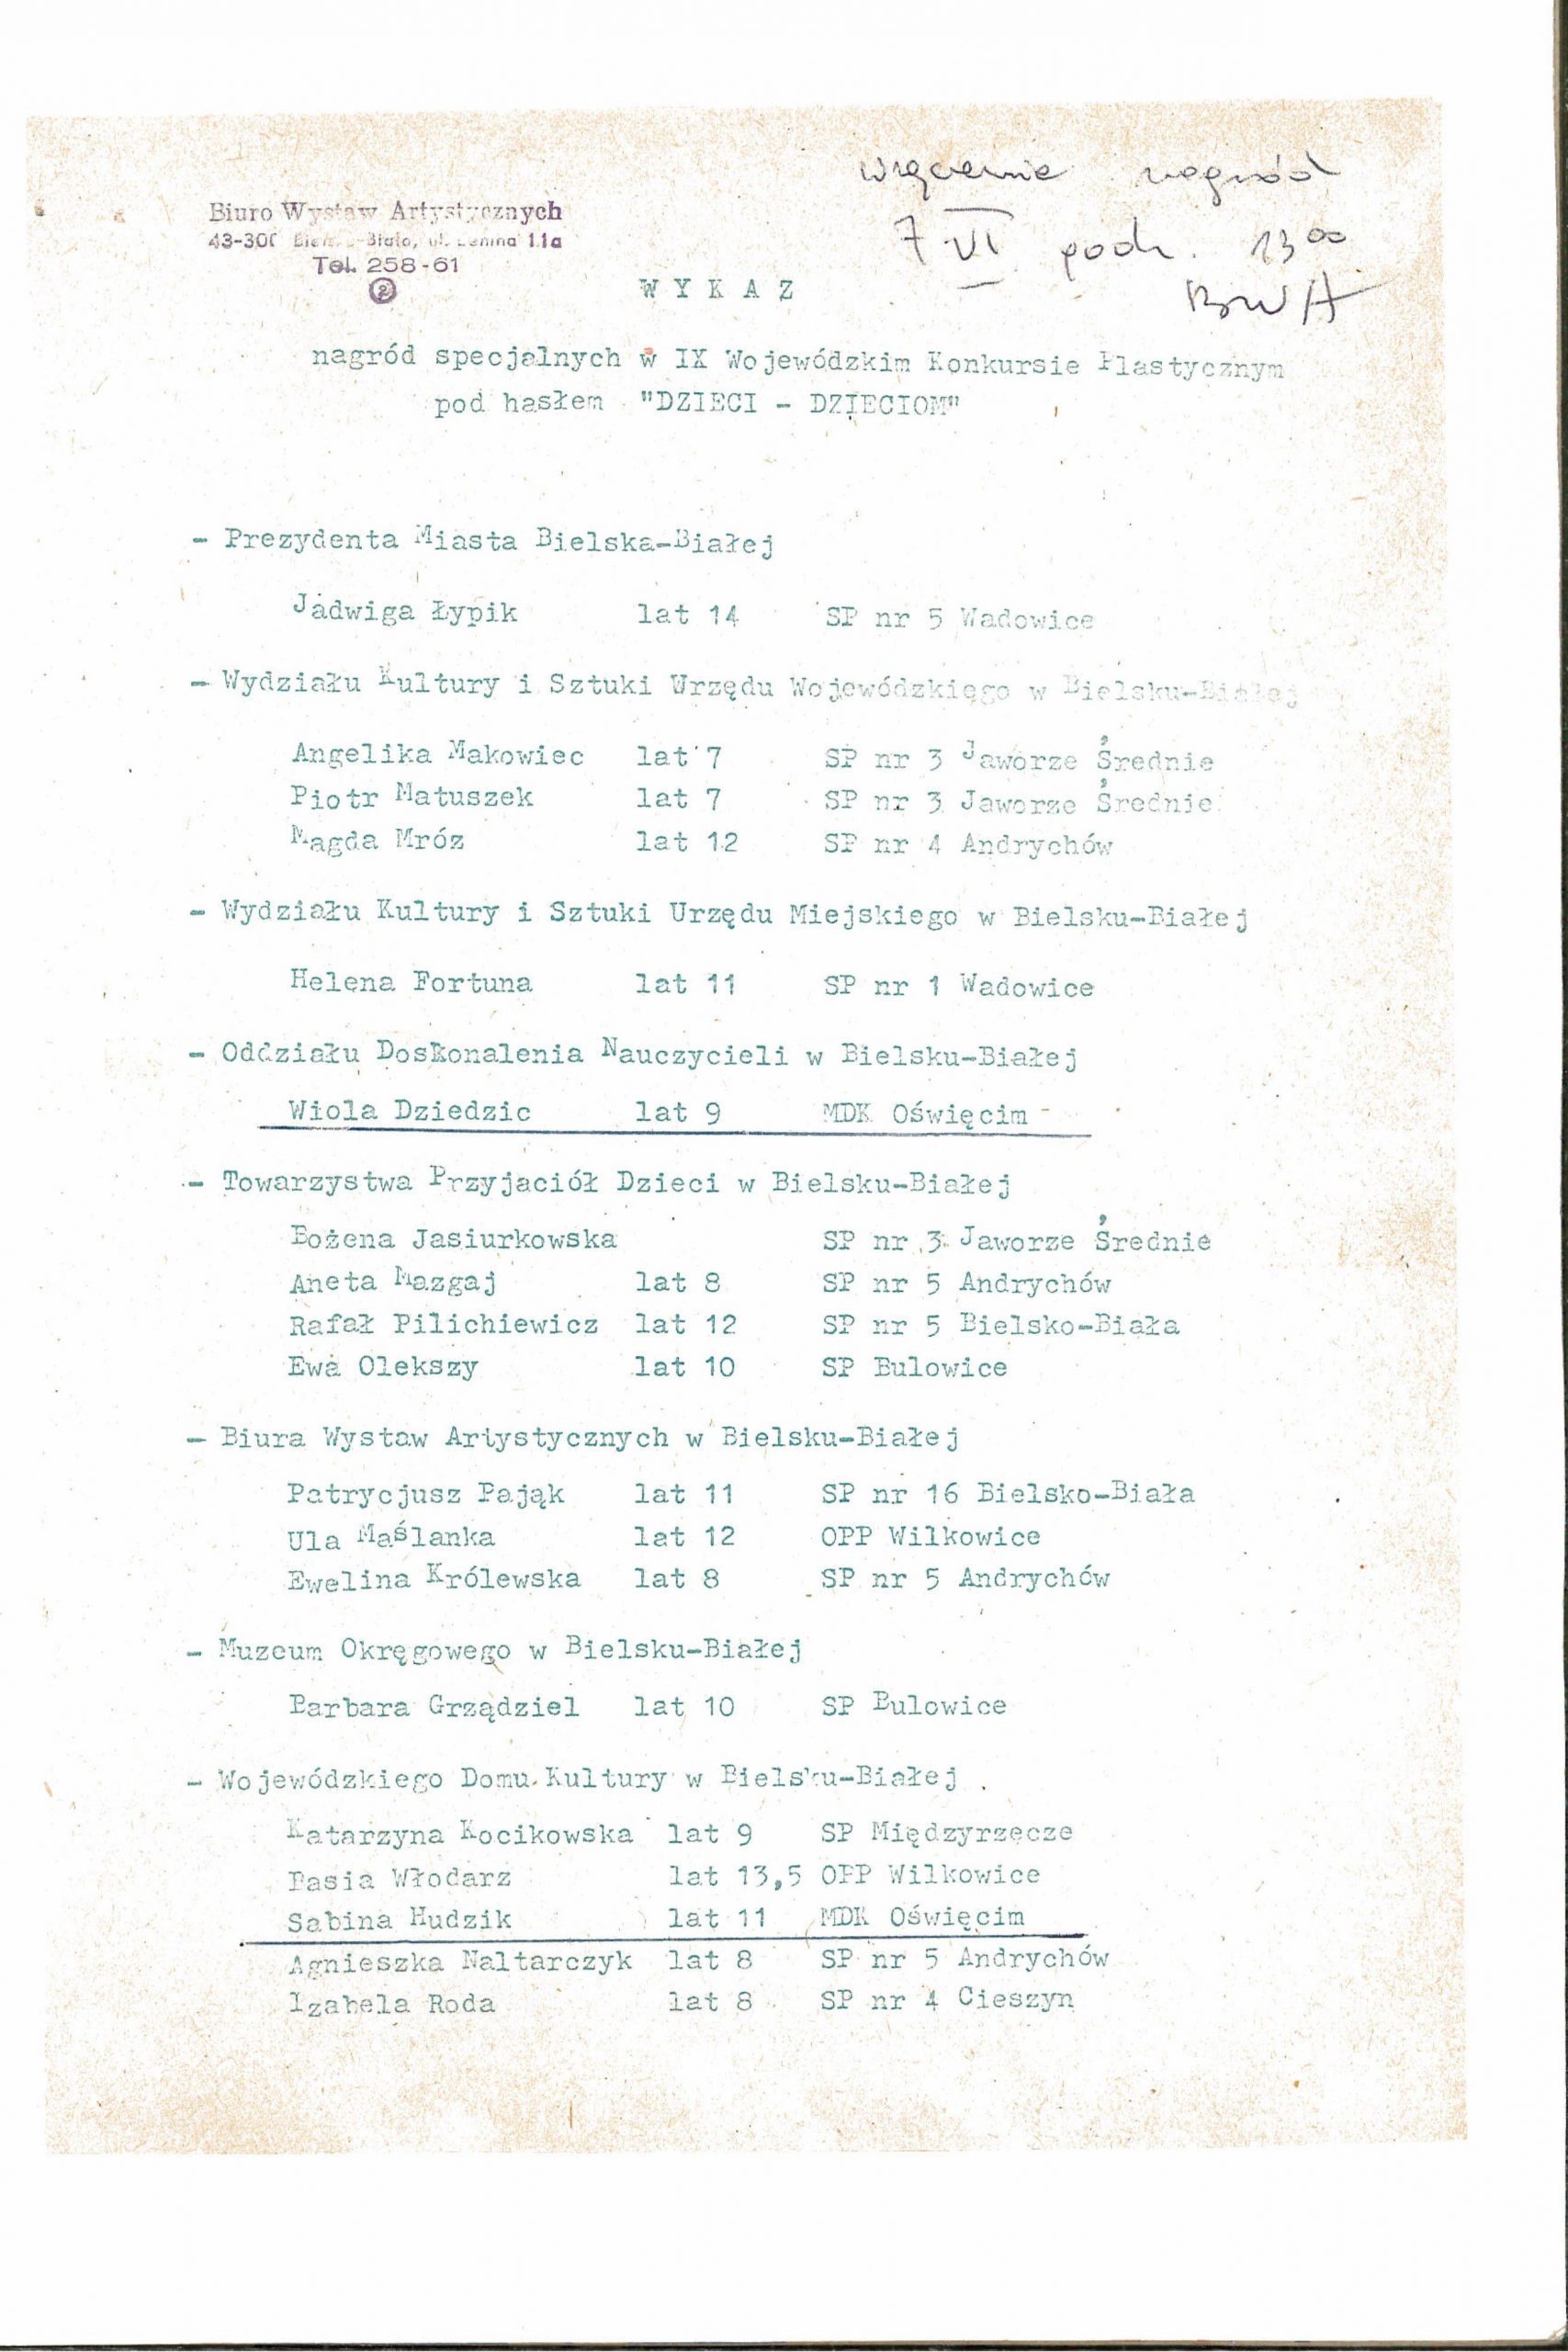 wręczenie nagród
7 VI godz. 13 00
BWA
Biuro Wystaw Artystycznych
43-300 Bielsko-Biała, ul. Lenina 11a
Tel. 258-61
2
W Y K A Z
nagród specjalnych w IX Wojewódzkim Konkursie Plastycznym
pod hasłem "DZIECI - DZIECIOM"
- Prezydenta Miasta Bielska-Białej
Jadwiga Łypik lat 14 SP nr 5 Wadowice
- Wydziału Kultury i Sztuki Urzędu Wojewódzkiego w Bielsku-Białej
Angelika Makowiec lat 7 SP nr 3 Jaworze Średnie
Piotr Matuszek lat 7 SP nr 3 Jaworze Średnie
Magda Mróz lat 12 SP nr 4 Andrychów
- Wydziału Kultury i Sztuki Urzędu Miejskiego w Bielsku-Białej
Helena Fortuna lat 11 SP nr 1 Wadowice
- Oddziału Doskonalenia Nauczycieli w Bielsku-Białej
Wiola Dziedzic lat 9 MDK Oświęcim
- Towarzystwa Przyjaciół Dzieci w Bielsku-Białej
Bożena Jasiurkowska SP nr 3 Jaworze Średnie
Aneta Mazgaj lat 8 SP nr 5 Andrychów
Rafał Pilichiewicz lat 12 SP nr 5 Bielsko-Biała
Ewa Olekszy lat 10 SP Bulowice
- Biura Wystaw Artystycznych w Bielsku-Białej
Patrycjusz Pająk lat 11 SP nr 16 Bielsko-Biała
Ula Maślanka lat 12 OPP Wilkowice
Ewelina Królewska lat 8 SP nr 5 Andrychów
- Muzeum Okręgowego w Bielsku-Białej
Barbara Grządziel lat 10 SP Bulowice
- Wojewódzkiego Domu Kultury w Bielsku-Białej
Katarzyna Kocikowska lat 9 SP Międzyrzecze
Basia Włodarz lat 13,5 OPP Wilkowice
Sabina Hudzik lat 11 MDK Oświęcim
Agnieszka Naltarczyk lat 8 SP nr 5 Andrychów
Izabela Roda lat 8 SP nr 4 Cieszyn